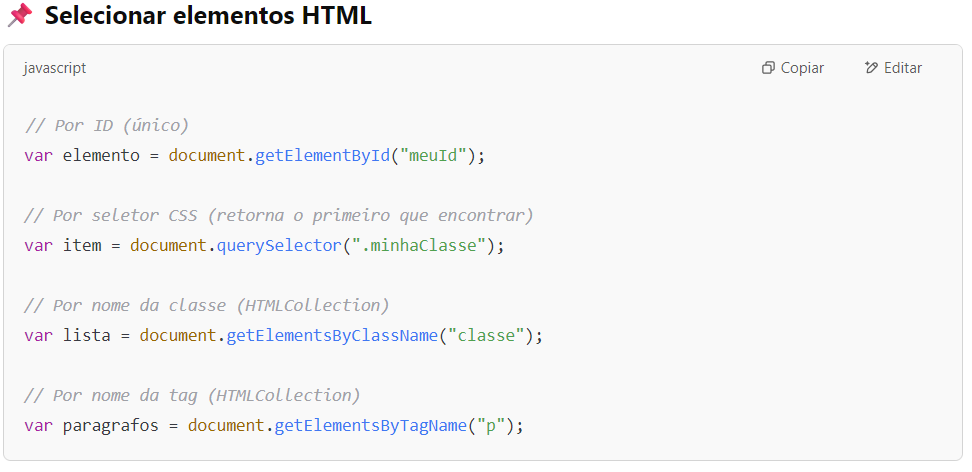 📌 Selecionar elementos HTML
javascript
Copiar
Editar
// Por ID (único)
var elemento = document.getElementById("meuId");
// Por seletor CSS (retorna o primeiro que encontrar)
var item = document.querySelector(".minhaClasse");
// Por nome da classe (HTMLCollection)
var lista = document.getElementsByClassName("classe");
// Por nome da tag (HTMLCollection)
var paragrafos = document.getElementsByTagName("p");